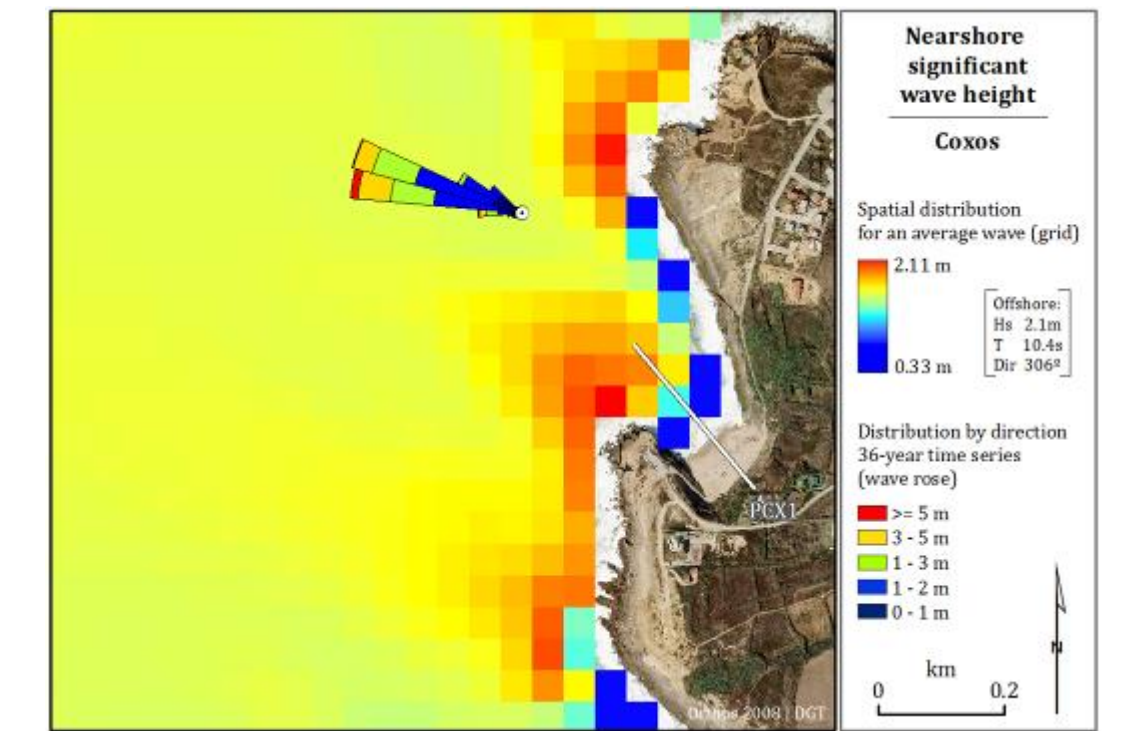 Nearshore
significant
wave height
Coxos
Spatial distribution
for an average wave (grid)
2.11 m
0.33 m
Offshore:
Hs 2.1m
T 10.4s
Dir 306º
Distribution by direction
36-year time series
(wave rose)
>= 5 m
3 - 5 m
1 - 3 m
1 - 2 m
0 - 1 m
N
km
0 0.2
PCX1
2008 | DGT